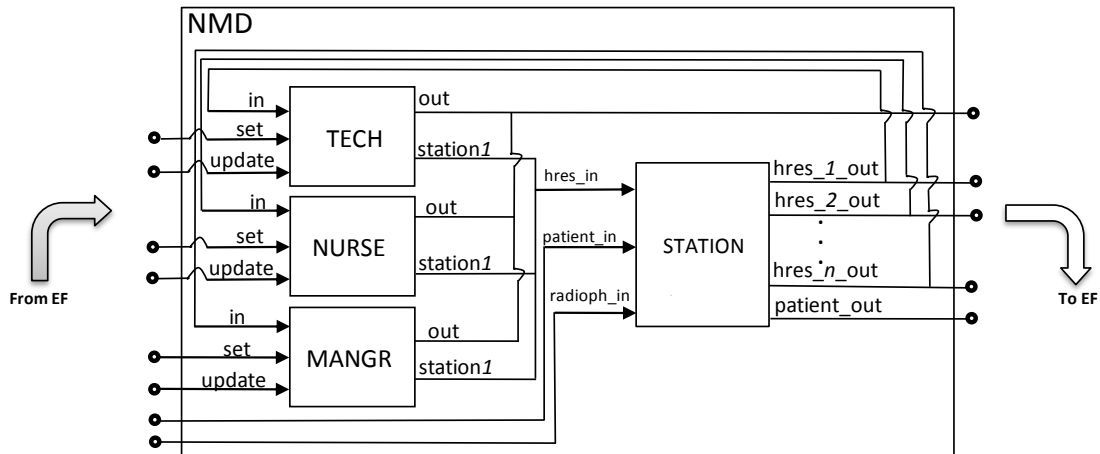 NMD
in
set
update
TECH
out
station1
in
set
update
NURSE
out
station1
in
set
update
MANGR
out
station1
hres_in
patient_in
radioph_in
STATION
hres_1_out
hres_2_out
.
.
.
hres_n_out
patient_out
From EF
To EF